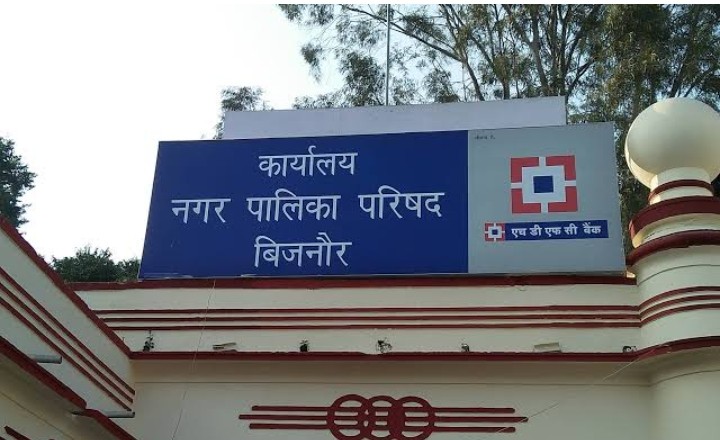 कार्यालय
नगर पालिका परिषद
बिजनौर
एच डी एफ सी बैंक